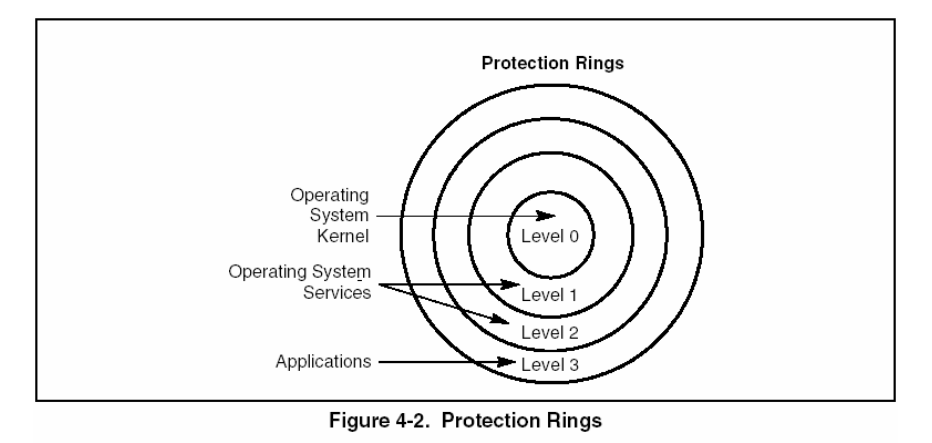 Protection Rings
Operating
System
Kernel
Level 0
Operating System
Services
Level 1
Level 2
Applications
Level 3
Figure 4-2. Protection Rings